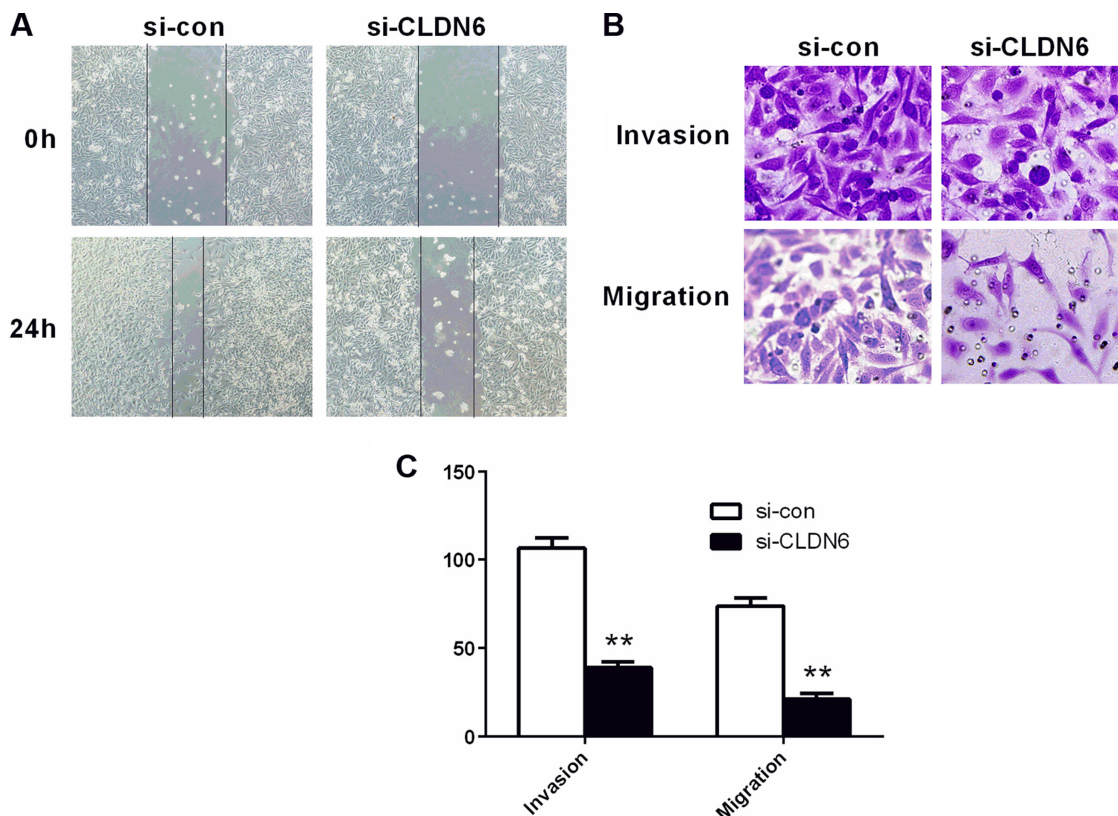 A
si-con si-CLDN6
0h
24h
B
si-con si-CLDN6
Invasion
Migration
C
150
100
50
0
si-con
si-CLDN6
**
**
Invasion
Migration